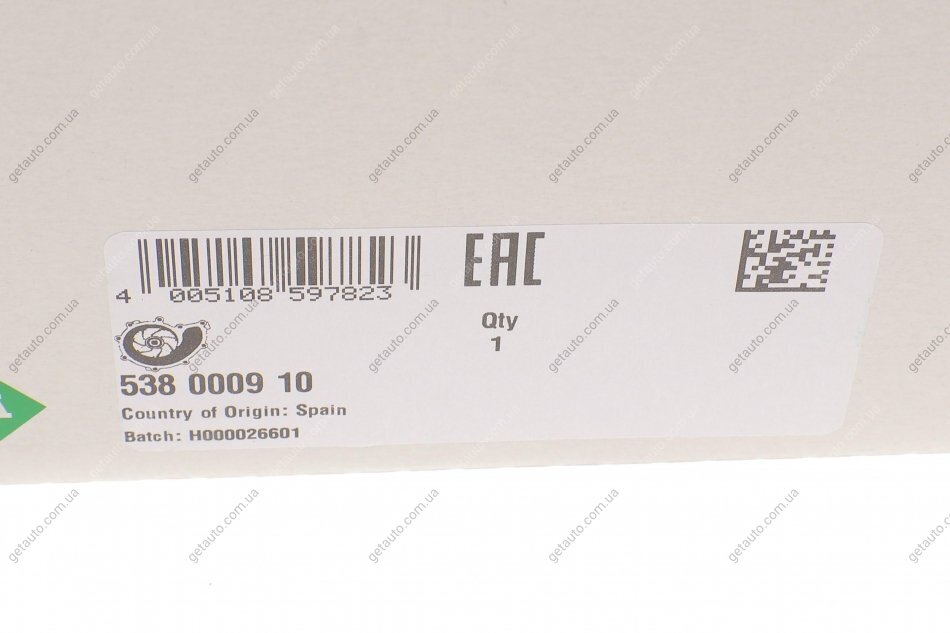 4 005108 597823
EAC
Qty
1
538 0009 10
Country of Origin: Spain
Batch: H000026601
getauto.com.ua